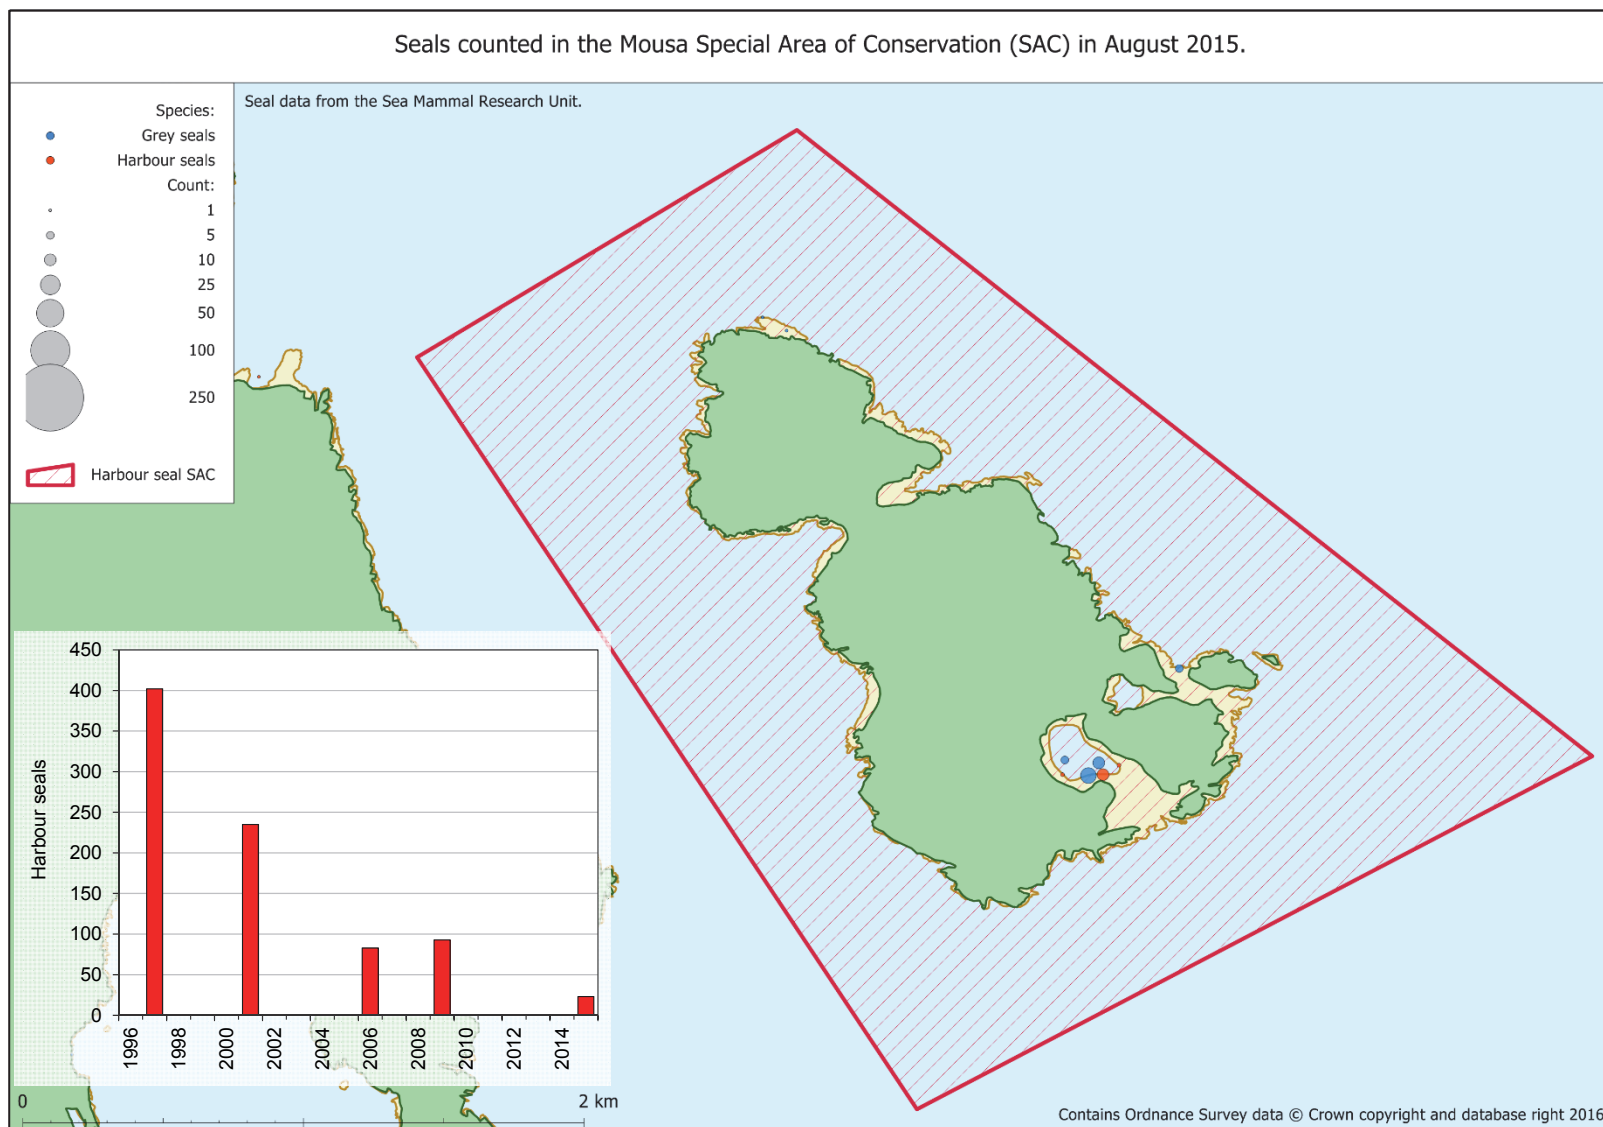 Seals counted in the Mousa Special Area of Conservation (SAC) in August 2015.
Seal data from the Sea Mammal Research Unit.
Species:
Grey seals
Harbour seals
Count:
1
5
10
25
50
100
250
Harbour seal SAC
Harbour seals
450
400
350
300
250
200
150
100
50
0
1996
1998
2000
2002
2004
2006
2008
2010
2012
2014
0
2 km
Contains Ordnance Survey data © Crown copyright and database right 2016